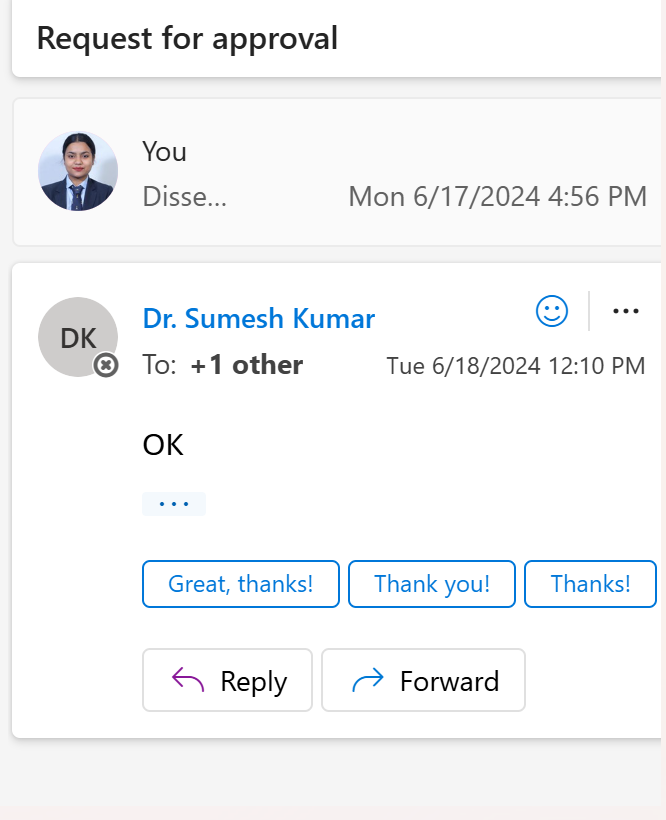 Request for approval
You
Disse... Mon 6/17/2024 4:56 PM
DK
Dr. Sumesh Kumar
To: +1 other Tue 6/18/2024 12:10 PM
OK
...
Great, thanks! Thank you! Thanks!
Reply Forward